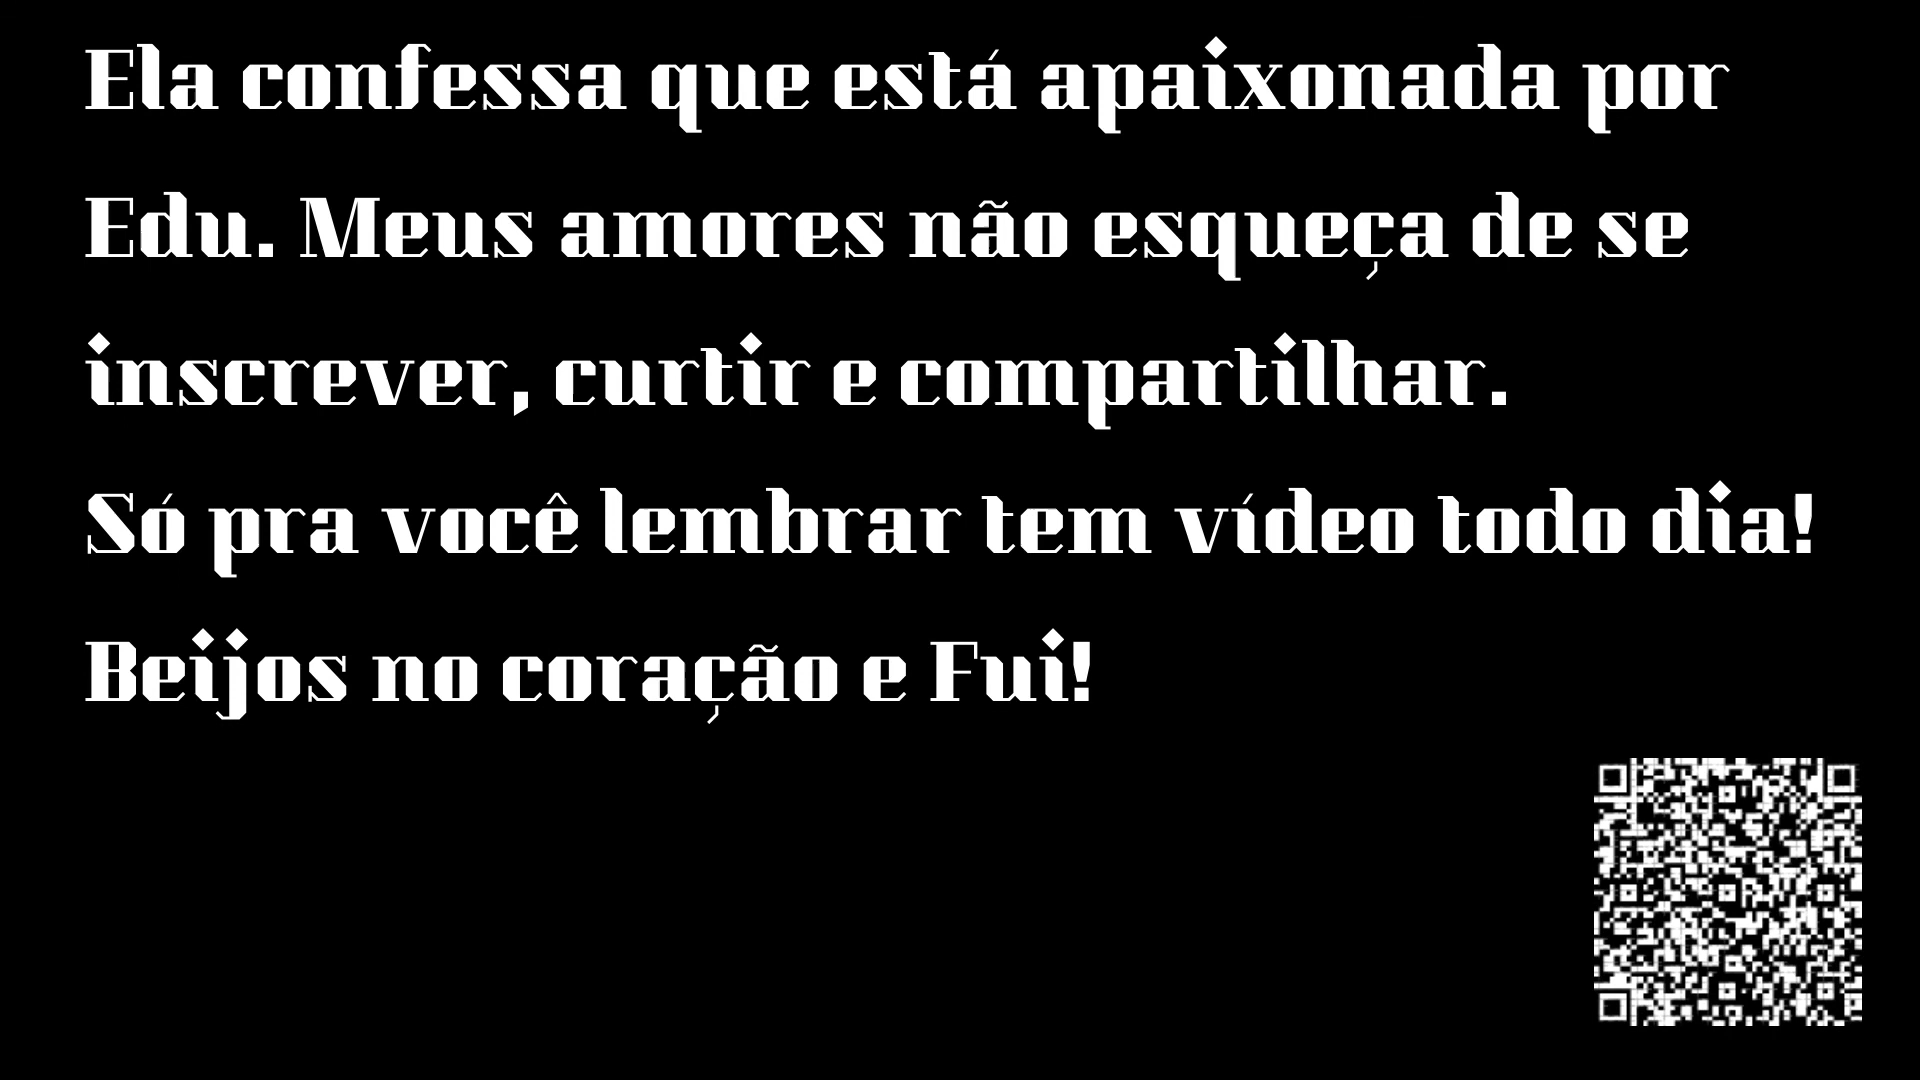 Ela confessa que está apaixonada por
Edu. Meus amores não esqueça de se
inscrever, curtir e compartilhar.
Só pra você lembrar tem vídeo todo dia!
Beijos no coração e Fui!